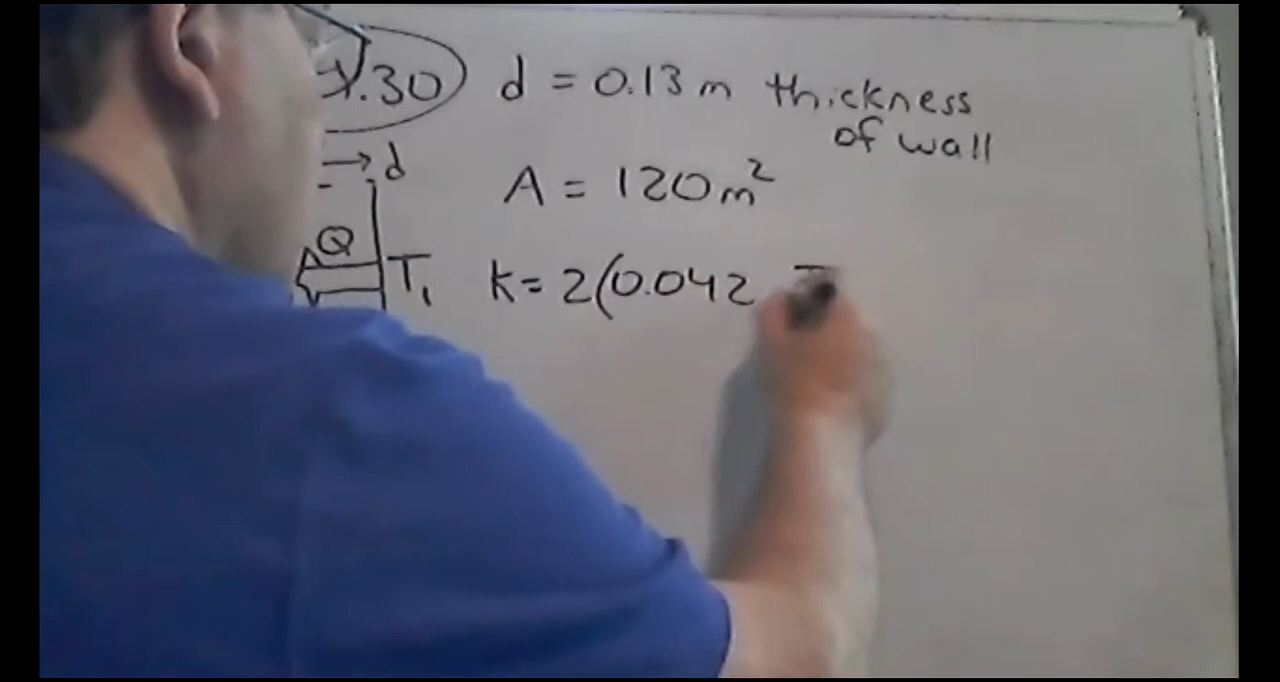 .30 d = 0.13 m thickness
of wall
d
A = 120 m²
Q
T₁ K = 2(0.042